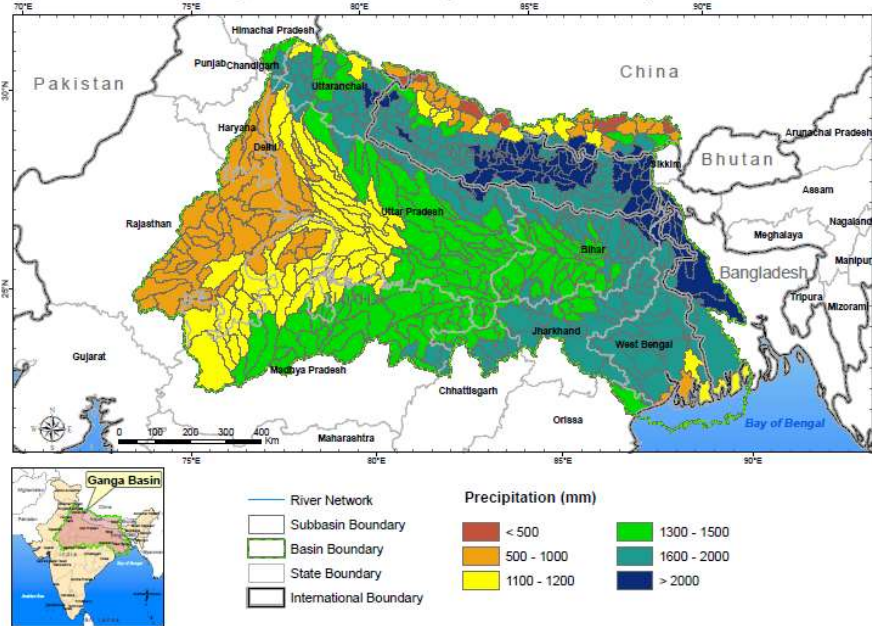 70°E 75°E 80°E 85°E 90°E
Himachal Pradesh
Punjab
Chandigarh
Pakistan
China
30°N
30°N
Uttaranchal
Haryana
Delhi
Arunachal Pradesh
Sikkim
Bhutan
Assam
Rajasthan
Uttar Pradesh
Nagaland
Meghalaya
Bihar
Manipur
Bangladesh
25°N
25°N
Tripura
Mizoram
Jharkhand
West Bengal
Gujarat
Madhya Pradesh
Chhattisgarh
Orissa
Bay of Bengal
N
W
E
S
0 100 200 300 400
Km
Maharashtra
75°E 80°E 85°E 90°E
Ganga Basin
River Network
Subbasin Boundary
Basin Boundary
State Boundary
International Boundary
Precipitation (mm)
< 500
500 - 1000
1100 - 1200
1300 - 1500
1600 - 2000
> 2000